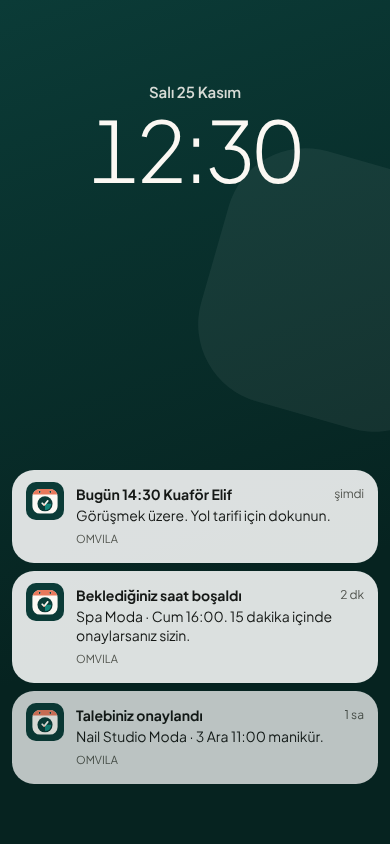 Salı 25 Kasım
12:30
Bugün 14:30 Kuaför Elif
şimdi
Görüşmek üzere. Yol tarifi için dokunun.
OMVILA
Beklediğiniz saat boşaldı
2 dk
Spa Moda · Cum 16:00. 15 dakika içinde
onaylarsanız sizin.
OMVILA
Talebiniz onaylandı
1 sa
Nail Studio Moda · 3 Ara 11:00 manikür.
OMVILA